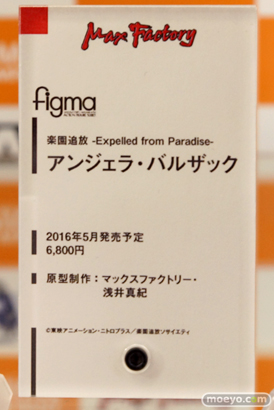 Max Factory
figma
楽園追放 -Expelled from Paradise-
アンジェラ・バルザック
2016年5月発売予定
6,800円
原型制作：マックスファクトリー・
浅井真紀
©東映アニメーション・ニトロプラス/楽園追放ソサイエティ
moeyo.com